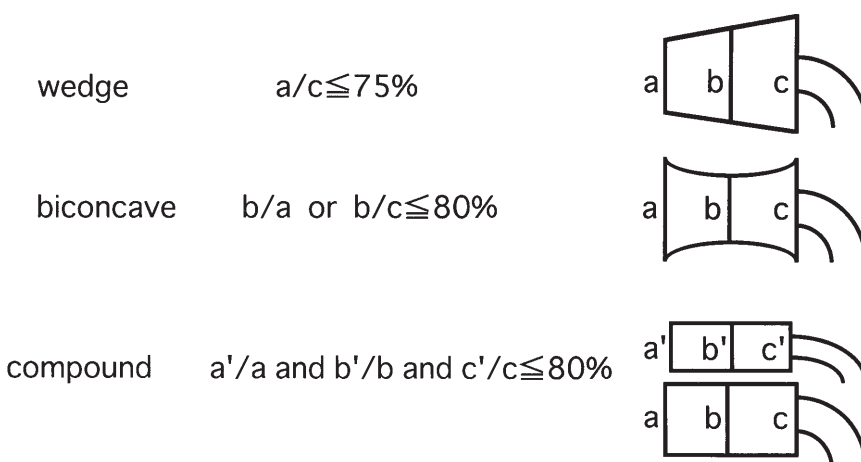 wedge a/c≦75% a b c
biconcave b/a or b/c≦80% a b c
a' b' c'
compound a'/a and b'/b and c'/c≦80%
a b c